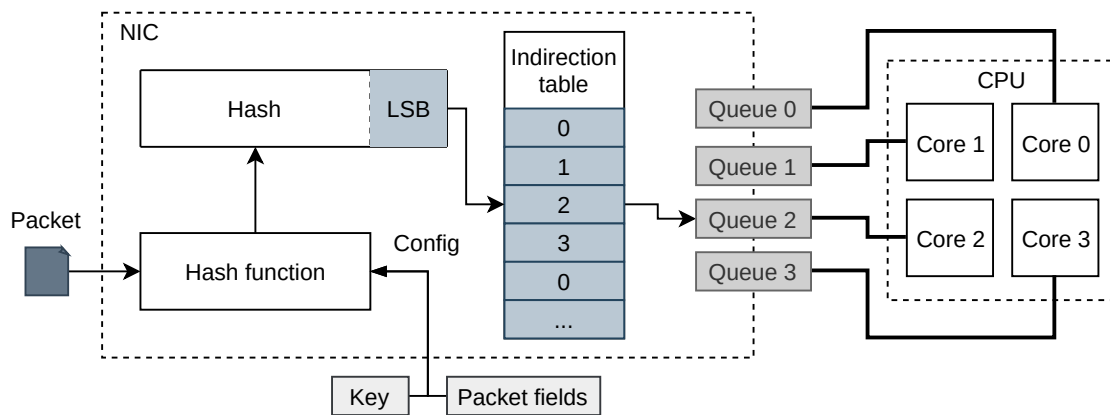 NIC
Indirection
table
Hash
LSB
0
1
2
3
0
...
Packet
Hash function
Config
Key
Packet fields
Queue 0
Queue 1
Queue 2
Queue 3
CPU
Core 1
Core 0
Core 2
Core 3